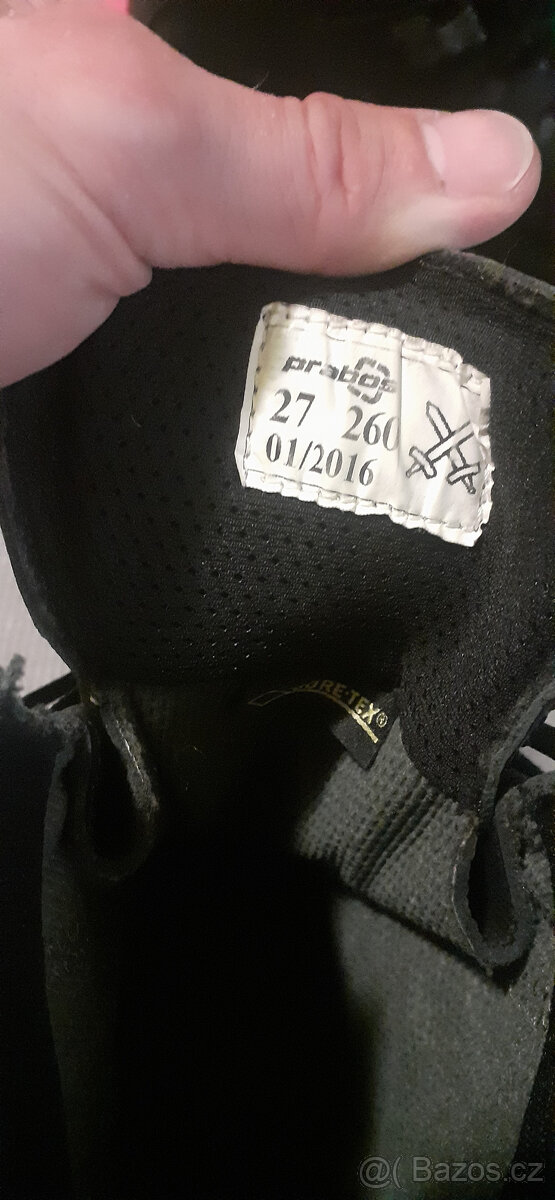 prabos
27 260
01/2016
GORE-TEX®
@( Bazos.cz